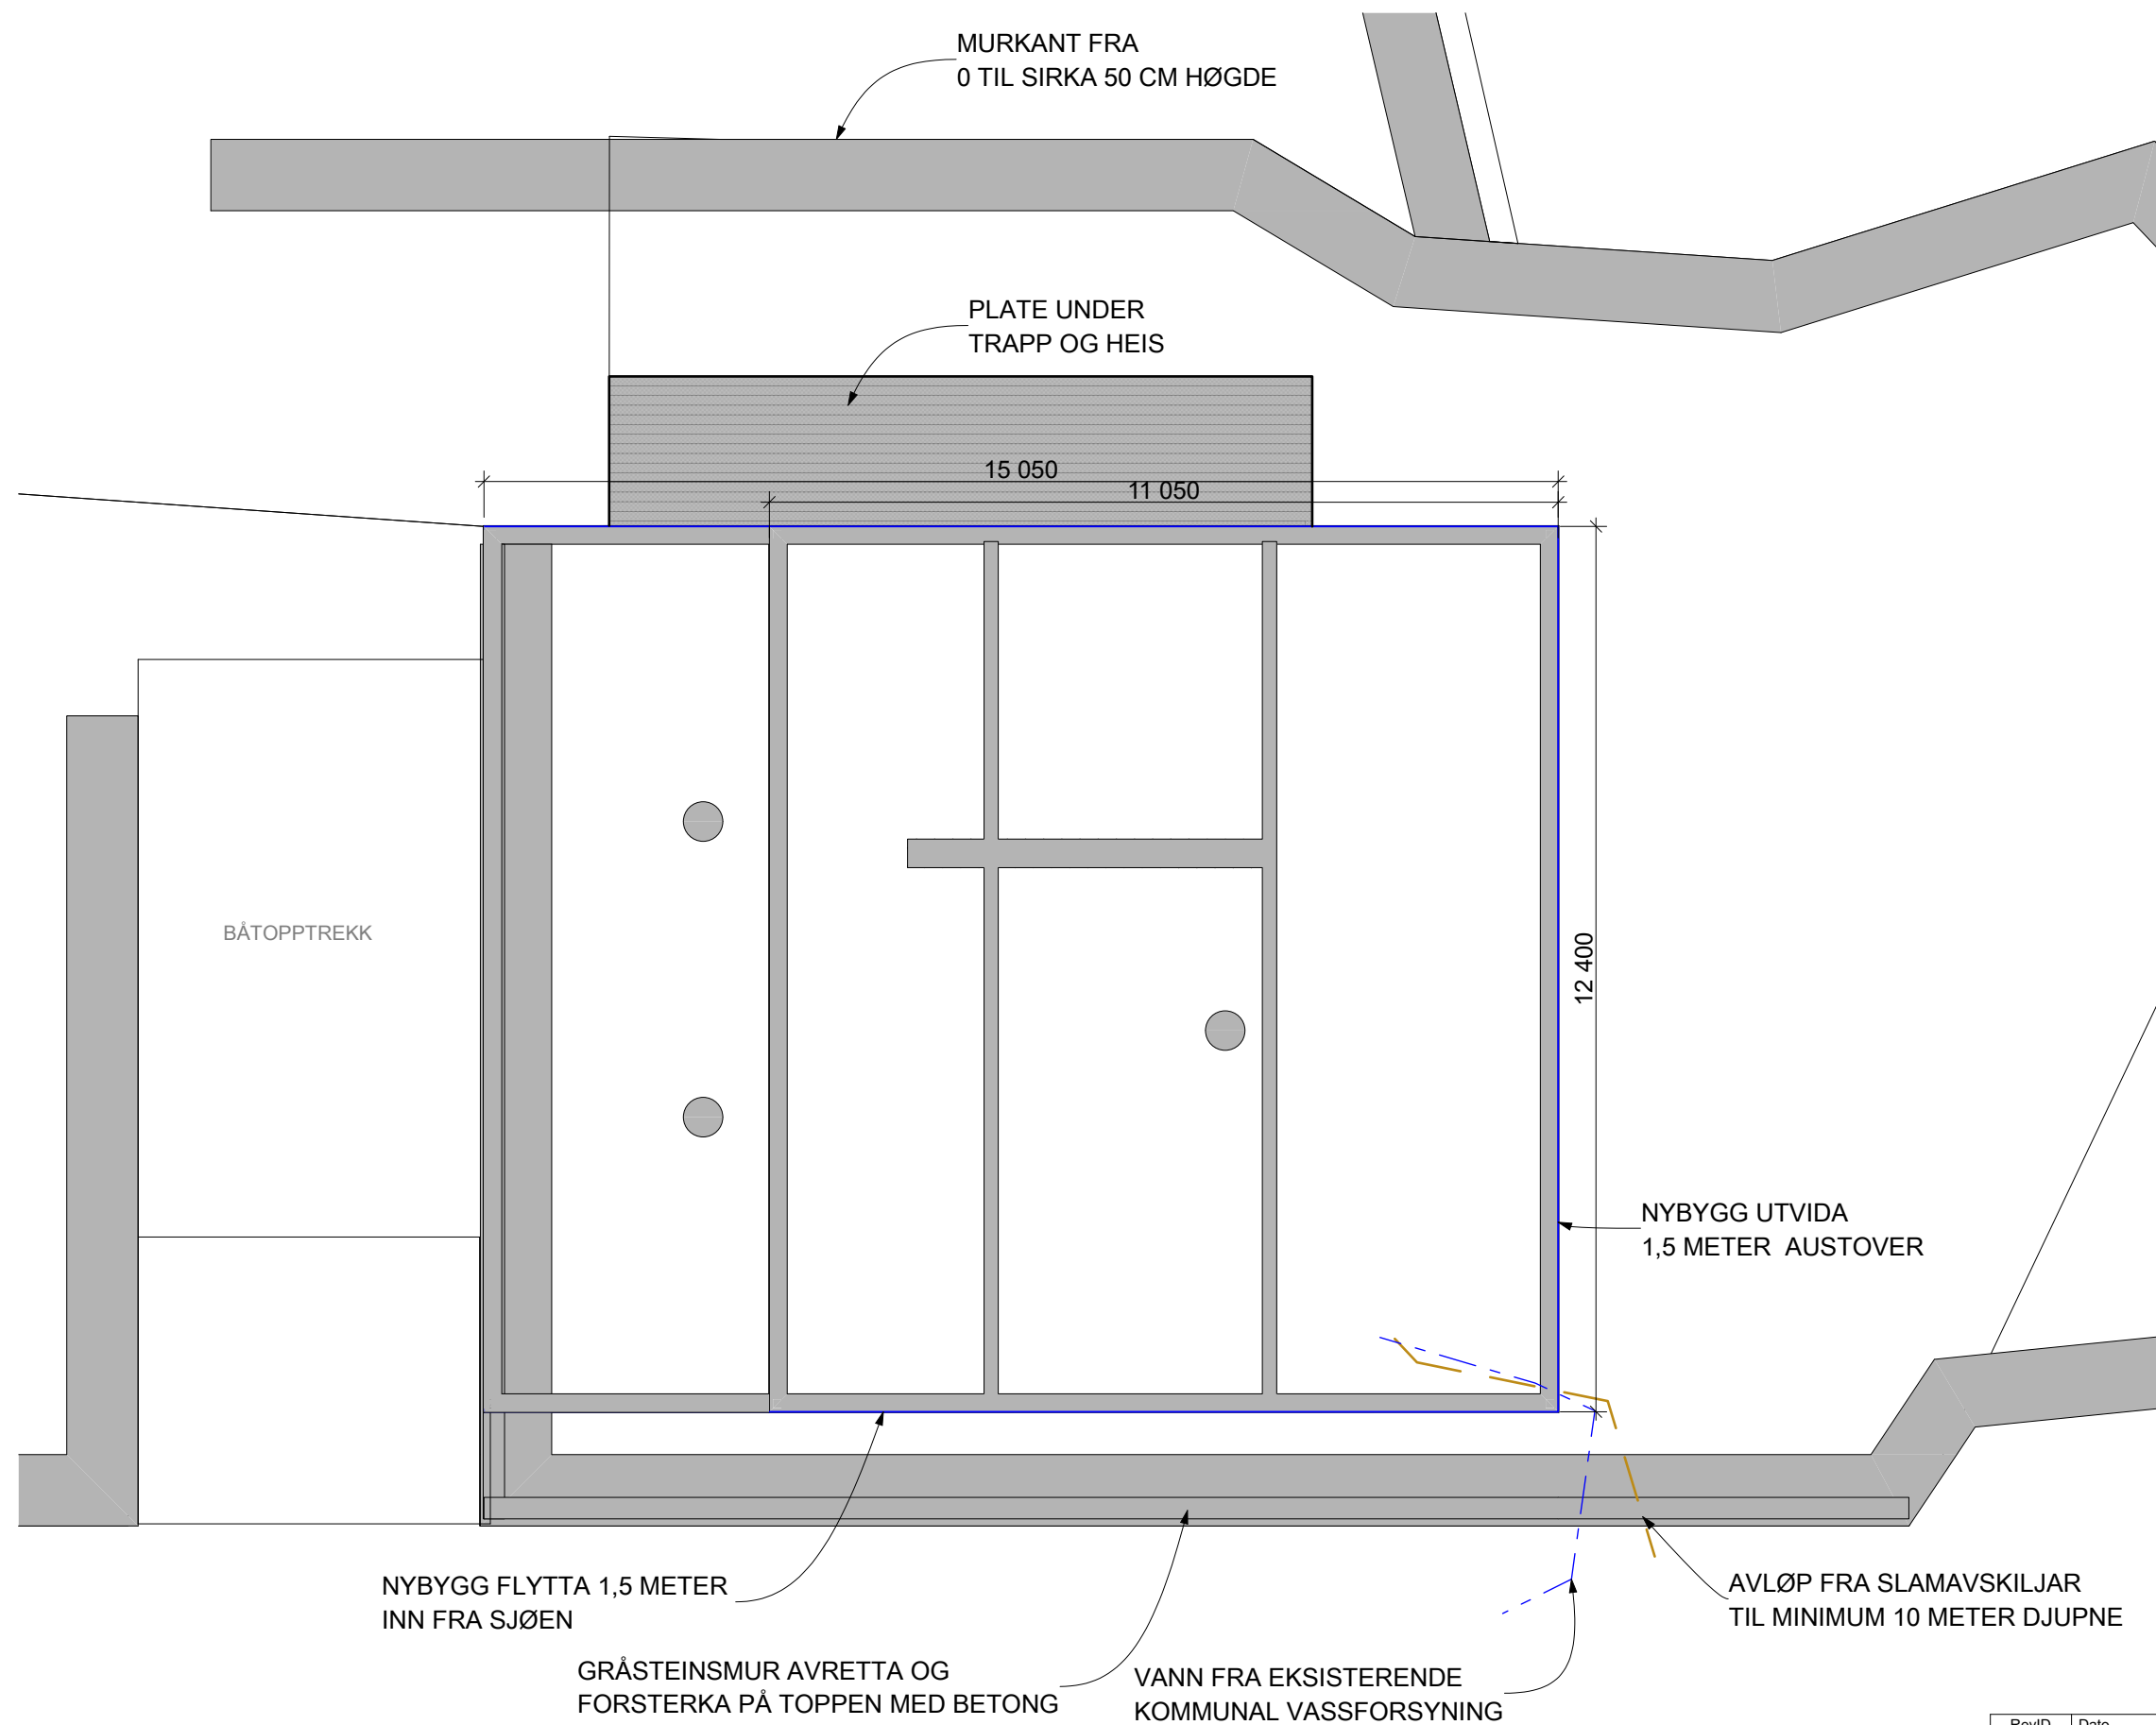 MURKANT FRA
0 TIL SIRKA 50 CM HØGDE
PLATE UNDER
TRAPP OG HEIS
15 050
11 050
BÅTOPPTREKK
12 400
NYBYGG UTVIDA
1,5 METER AUSTOVER
NYBYGG FLYTTA 1,5 METER
INN FRA SJØEN
AVLØP FRA SLAMAVSKILJAR
TIL MINIMUM 10 METER DJUPNE
GRÅSTEINSMUR AVRETTA OG
FORSTERKA PÅ TOPPEN MED BETONG
VANN FRA EKSISTERENDE
KOMMUNAL VASSFORSYNING
RevID Date